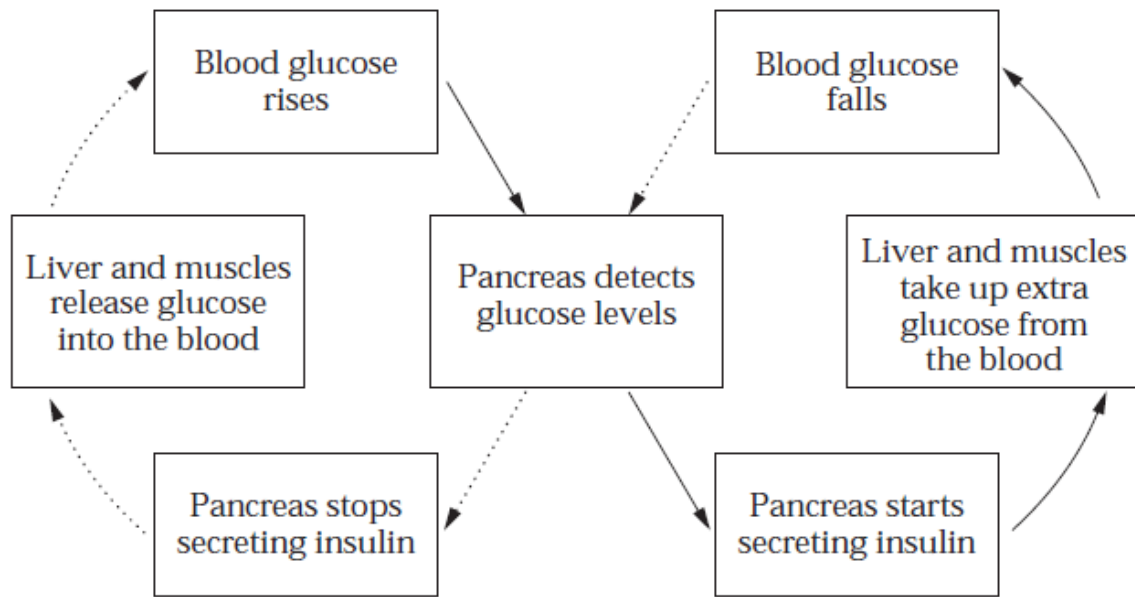 Blood glucose
rises
Blood glucose
falls
Liver and muscles
release glucose
into the blood
Pancreas detects
glucose levels
Liver and muscles
take up extra
glucose from
the blood
Pancreas stops
secreting insulin
Pancreas starts
secreting insulin